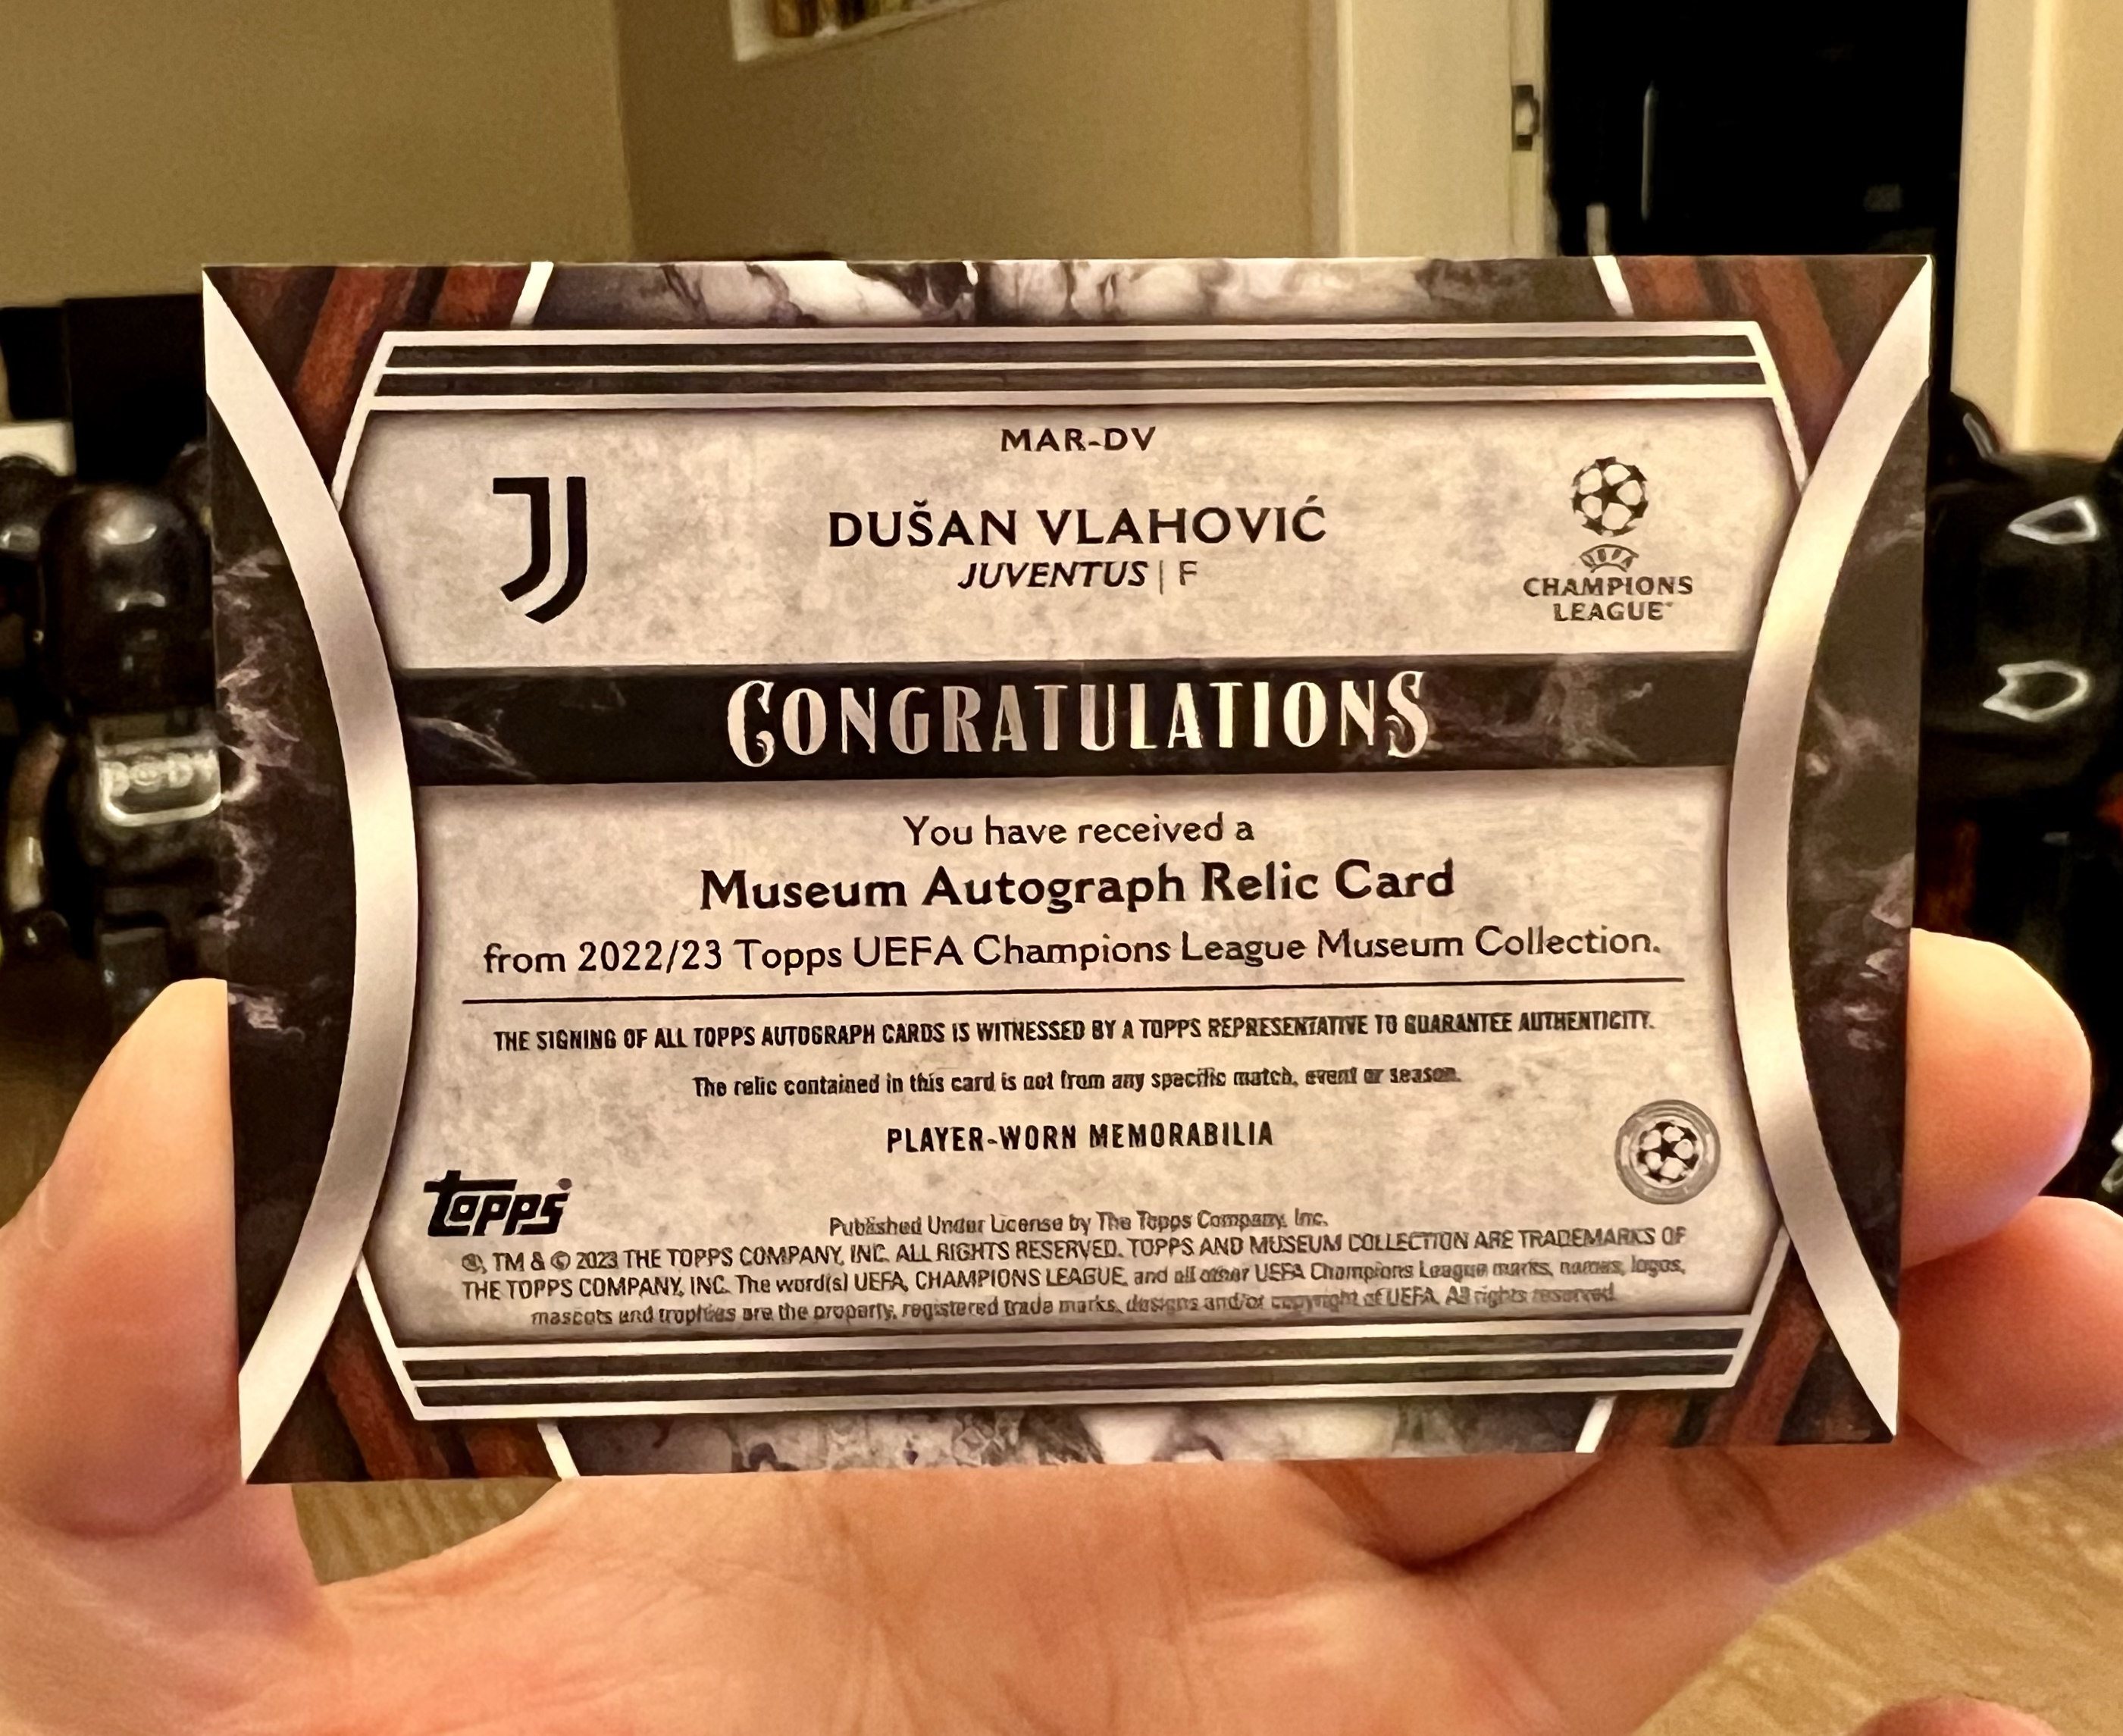 MAR-DV
DUŠAN VLAHOVIĆ
JUVENTUS | F
UEFA
CHAMPIONS
LEAGUE
CONGRATULATIONS
You have received a
Museum Autograph Relic Card
from 2022/23 Topps UEFA Champions League Museum Collection.
THE SIGNING OF ALL TOPPS AUTOGRAPH CARDS IS WITNESSED BY A TOPPS REPRESENTATIVE TO GUARANTEE AUTHENTICITY.
The relic contained in this card is not from any specific match, event or season.
PLAYER-WORN MEMORABILIA
topps
Published Under License by The Topps Company, Inc.
®, TM & © 2023 THE TOPPS COMPANY, INC. ALL RIGHTS RESERVED. TOPPS AND MUSEUM COLLECTION ARE TRADEMARKS OF
THE TOPPS COMPANY, INC. The word(s) UEFA, CHAMPIONS LEAGUE, and all other UEFA Champions League marks, names, logos,
mascots and trophies are the property, registered trade marks, designs and/or copyright of UEFA. All rights reserved.
BODY